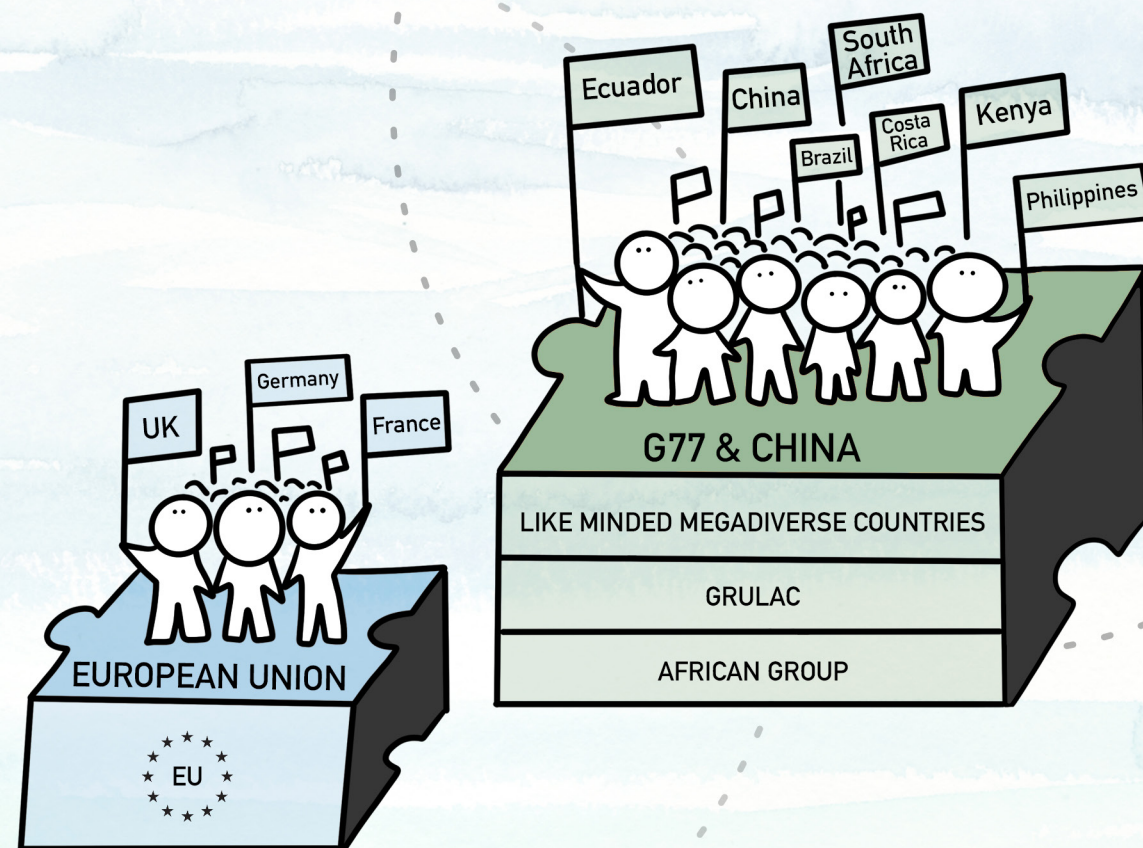 South
Africa
Ecuador
China
Kenya
Costa
Rica
Brazil
Philippines
G77 & CHINA
LIKE MINDED MEGADIVERSE COUNTRIES
GRULAC
AFRICAN GROUP
Germany
UK
France
EUROPEAN UNION
EU